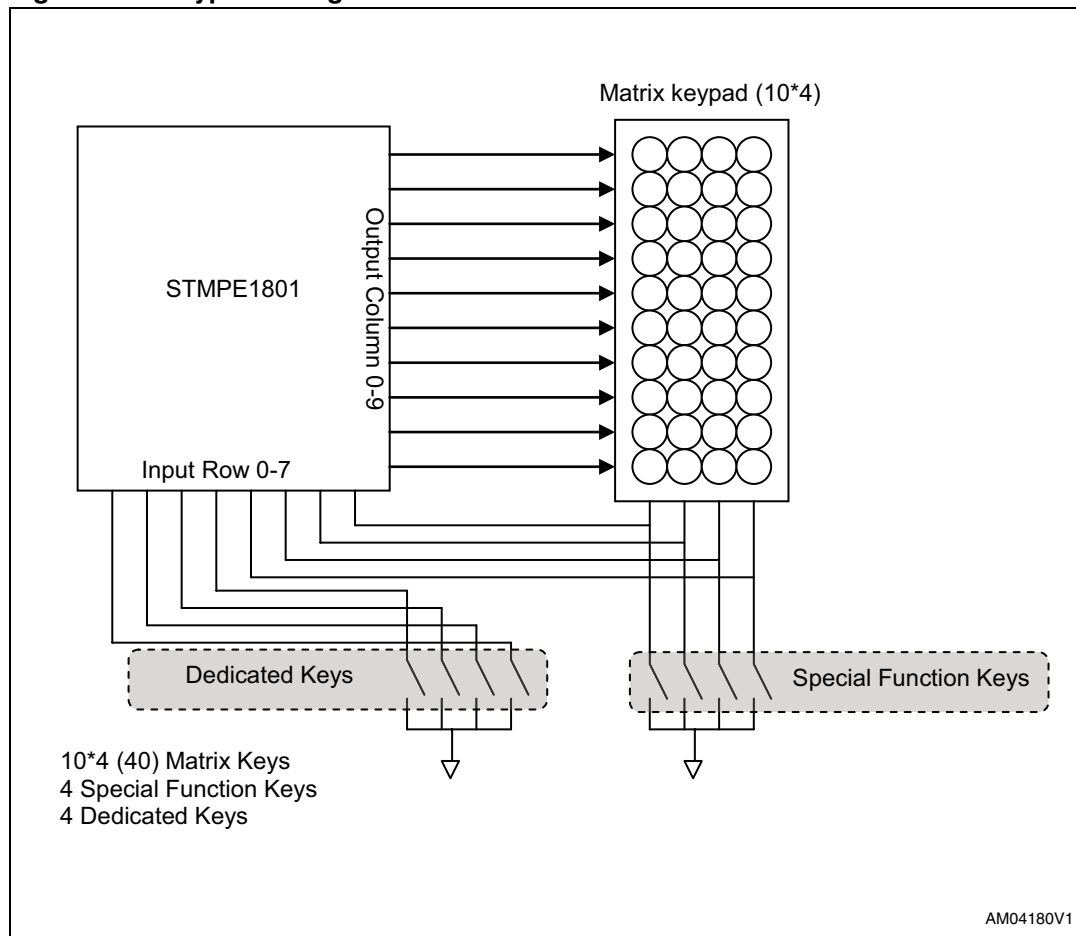 Matrix keypad (10*4)
STMPE1801
Output Column 0-9
Input Row 0-7
Dedicated Keys
Special Function Keys
10*4 (40) Matrix Keys
4 Special Function Keys
4 Dedicated Keys
AM04180V1